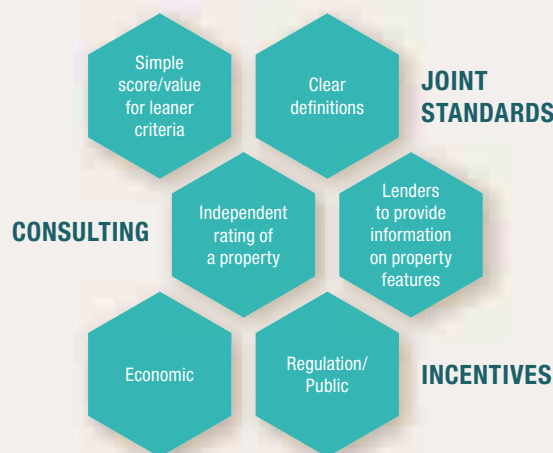 Simple
score/value
for leaner
criteria
Clear
definitions
JOINT
STANDARDS
CONSULTING
Independent
rating of
a property
Lenders
to provide
information
on property
features
Economic
Regulation/
Public
INCENTIVES